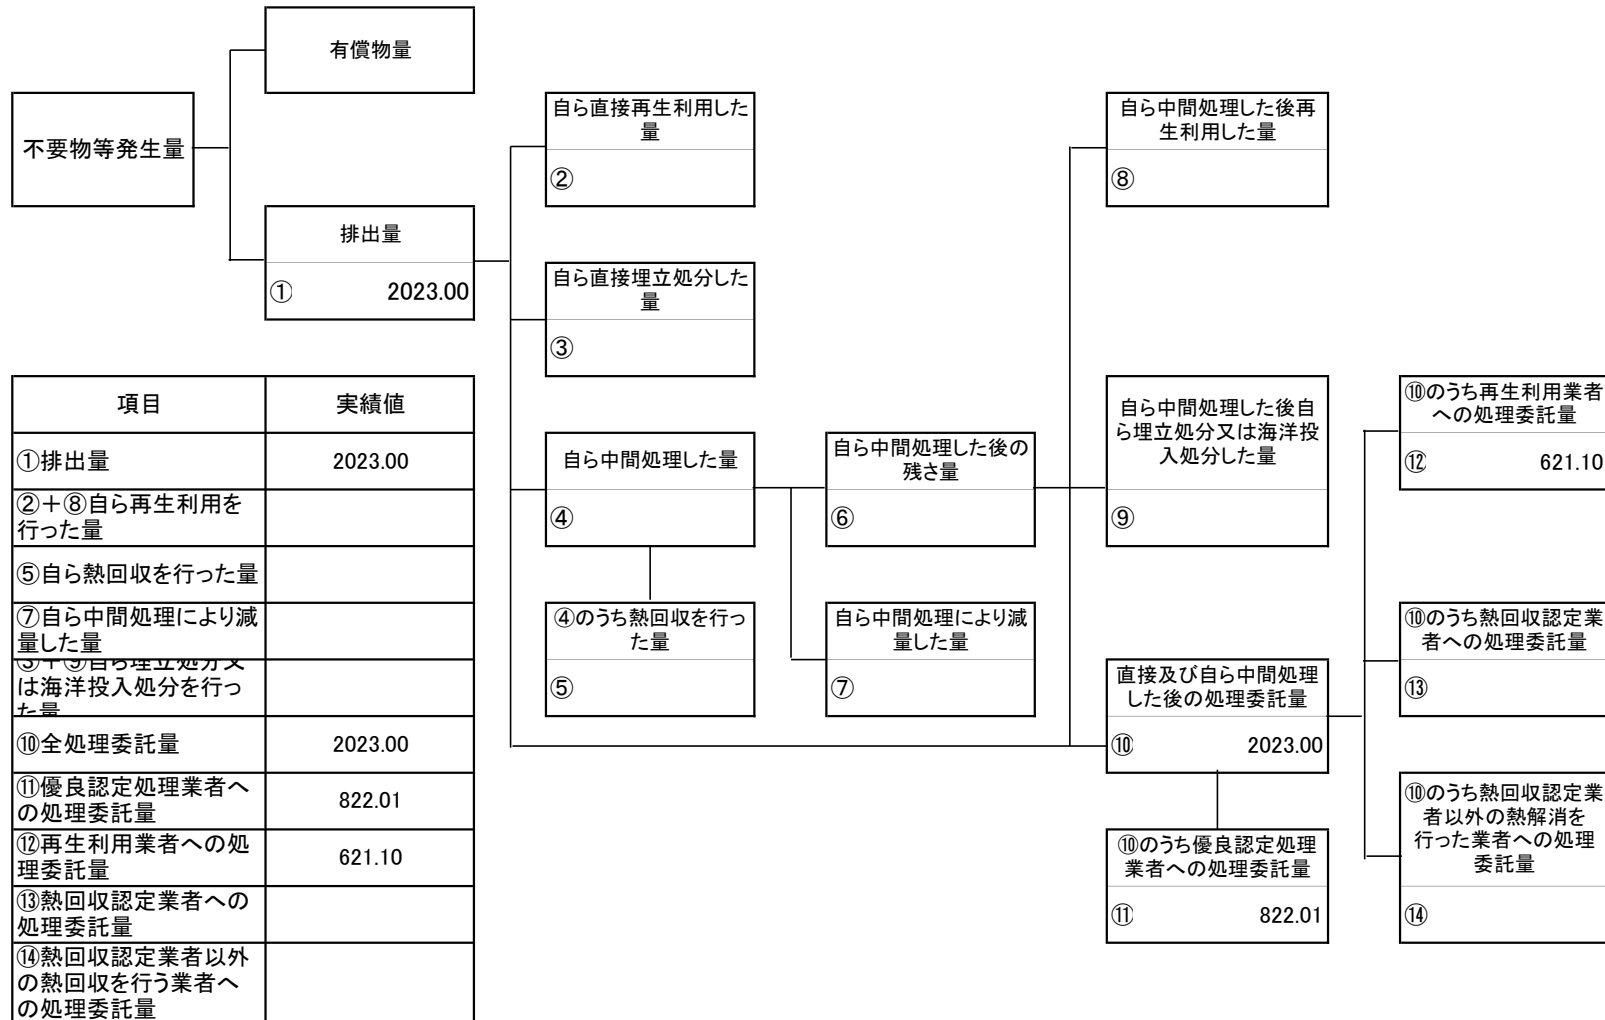 有償物量
不要物等発生量
排出量
① 2023.00
自ら直接再生利用した
量
②
自ら直接埋立処分した
量
③
自ら中間処理した量
④
④のうち熱回収を行っ
た量
⑤
自ら中間処理した後の
残さ量
⑥
自ら中間処理により減
量した量
⑦
自ら中間処理した後再
生利用した量
⑧
自ら中間処理した後自
ら埋立処分又は海洋投
入処分した量
⑨
直接及び自ら中間処理
した後の処理委託量
⑩ 2023.00
⑩のうち優良認定処理
業者への処理委託量
⑪ 822.01
⑩のうち再生利用業者
への処理委託量
⑫ 621.10
⑩のうち熱回収認定業
者への処理委託量
⑬
⑩のうち熱回収認定業
者以外の熱解消を
行った業者への処理
委託量
⑭
項目 実績値
①排出量 2023.00
②＋⑧自ら再生利用を
行った量
⑤自ら熱回収を行った量
⑦自ら中間処理により減
量した量
③＋⑨自ら埋立処分又
は海洋投入処分を行っ
た量
⑩全処理委託量 2023.00
⑪優良認定処理業者へ
の処理委託量 822.01
⑫再生利用業者への処
理委託量 621.10
⑬熱回収認定業者への
処理委託量
⑭熱回収認定業者以外
の熱回収を行う業者へ
の処理委託量